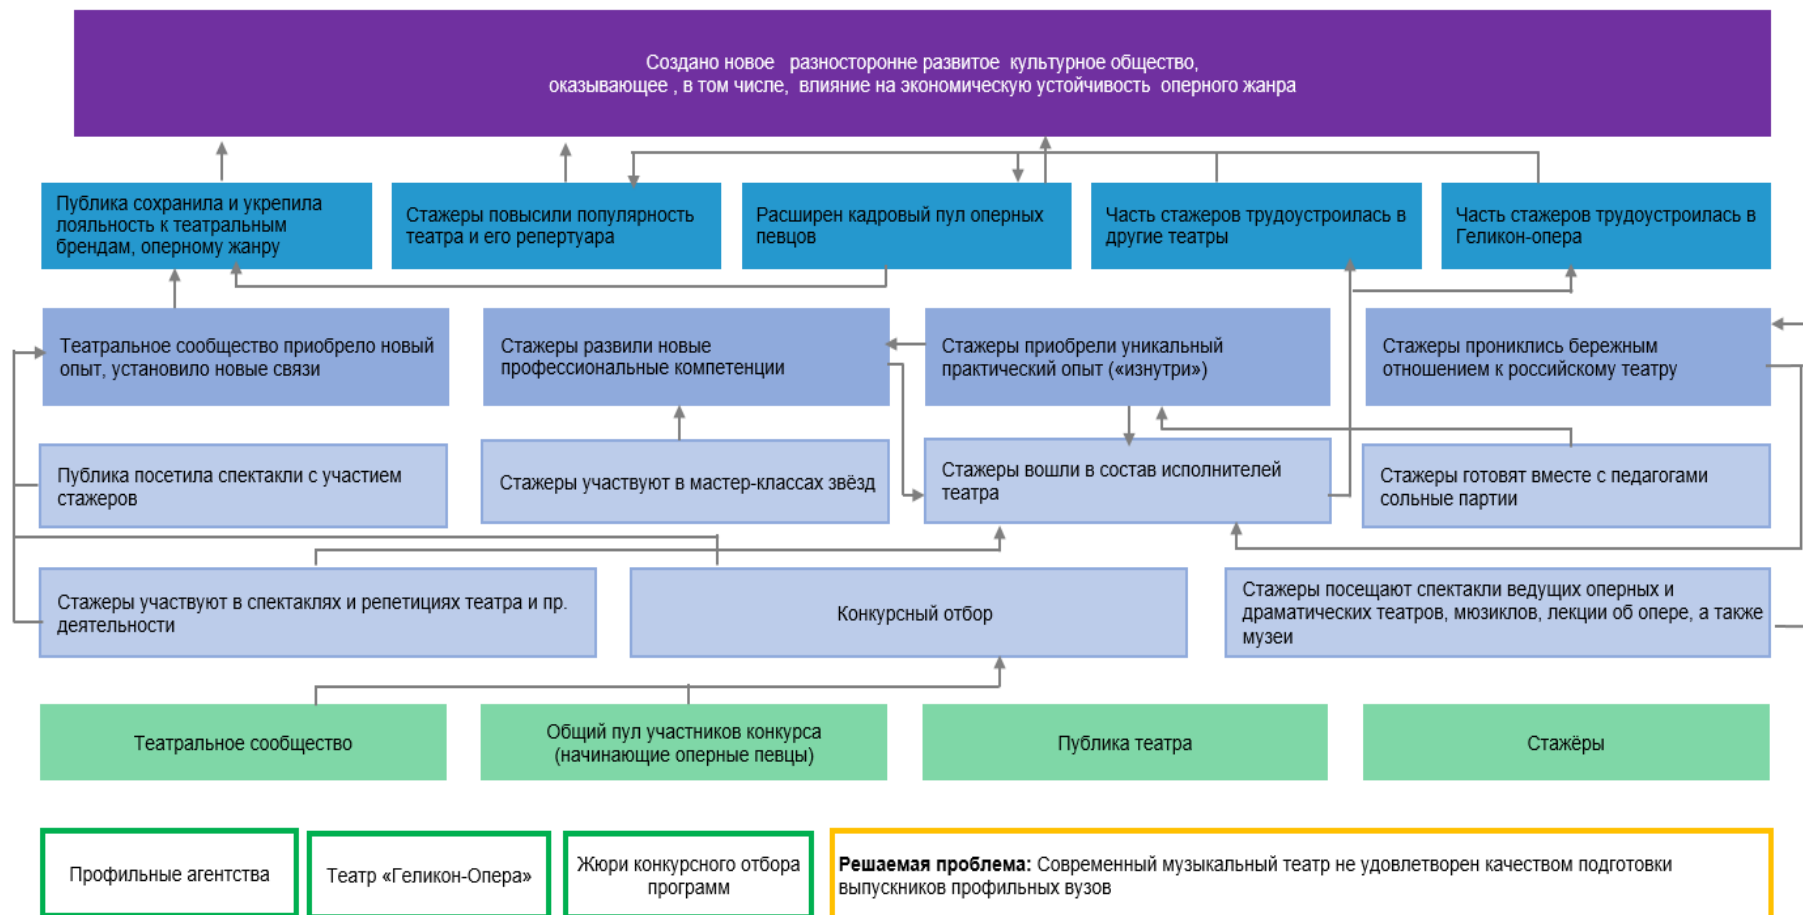 Создано новое разносторонне развитое культурное общество,
оказывающее , в том числе, влияние на экономическую устойчивость оперного жанра
Публика сохранила и укрепила
лояльность к театральным
брендам, оперному жанру
Стажеры повысили популярность
театра и его репертуара
Расширен кадровый пул оперных
певцов
Часть стажеров трудоустроилась в
другие театры
Часть стажеров трудоустроилась в
Геликон-опера
Театральное сообщество приобрело новый
опыт, установило новые связи
Стажеры развили новые
профессиональные компетенции
Стажеры приобрели уникальный
практический опыт («изнутри»)
Стажеры прониклись бережным
отношением к российскому театру
Публика посетила спектакли с участием
стажеров
Стажеры участвуют в мастер-классах звёзд
Стажеры вошли в состав исполнителей
театра
Стажеры готовят вместе с педагогами
сольные партии
Стажеры участвуют в спектаклях и репетициях театра и пр.
деятельности
Конкурсный отбор
Стажеры посещают спектакли ведущих оперных и
драматических театров, мюзиклов, лекции об опере, а также
музеи
Театральное сообщество
Общий пул участников конкурса
(начинающие оперные певцы)
Публика театра
Стажёры
Профильные агентства
Театр «Геликон-Опера»
Жюри конкурсного отбора
программ
Решаемая проблема: Современный музыкальный театр не удовлетворен качеством подготовки
выпускников профильных вузов